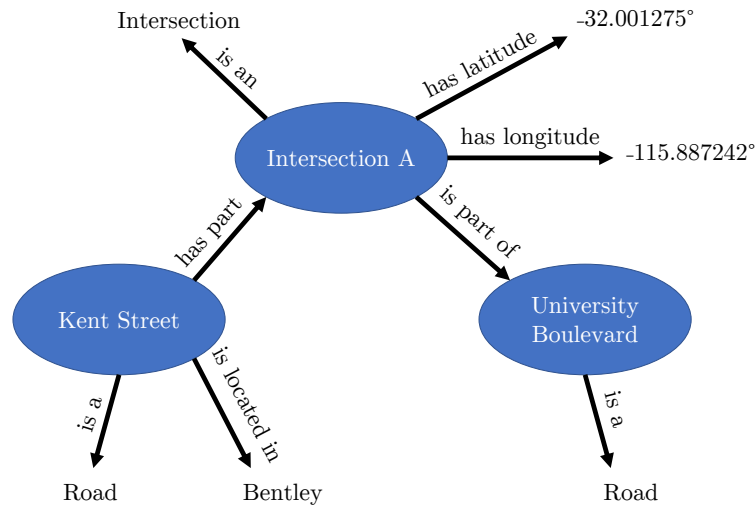 Intersection
-32.001275°
is an
has latitude
Intersection A
has longitude
-115.887242°
has part
is part of
Kent Street
University
Boulevard
is a
is located in
is a
Road
Bentley
Road